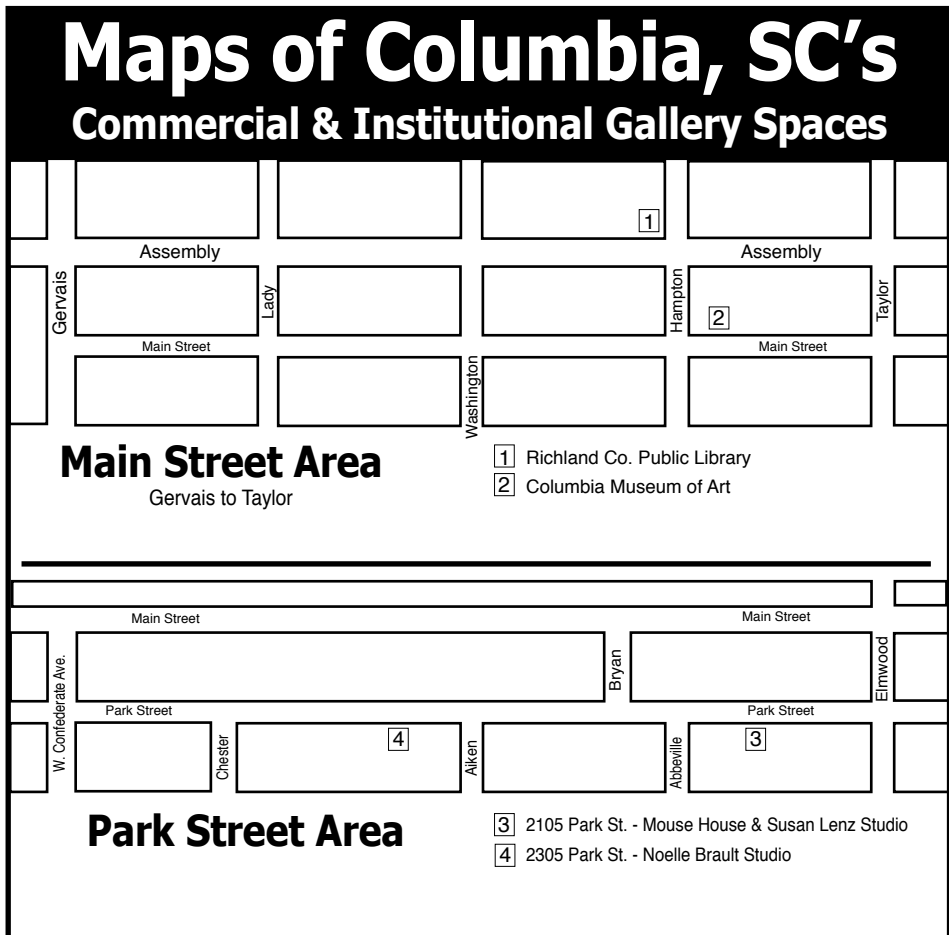 Maps of Columbia, SC's
Commercial & Institutional Gallery Spaces
1
Assembly
Assembly
Gervais
Lady
Hampton
2
Taylor
Main Street
Main Street
Washington
Main Street Area
Gervais to Taylor
1 Richland Co. Public Library
2 Columbia Museum of Art
Main Street
Main Street
W. Confederate Ave.
Bryan
Elmwood
Park Street
Park Street
Chester
4
Aiken
Abbeville
3
Park Street Area
3 2105 Park St. - Mouse House & Susan Lenz Studio
4 2305 Park St. - Noelle Brault Studio